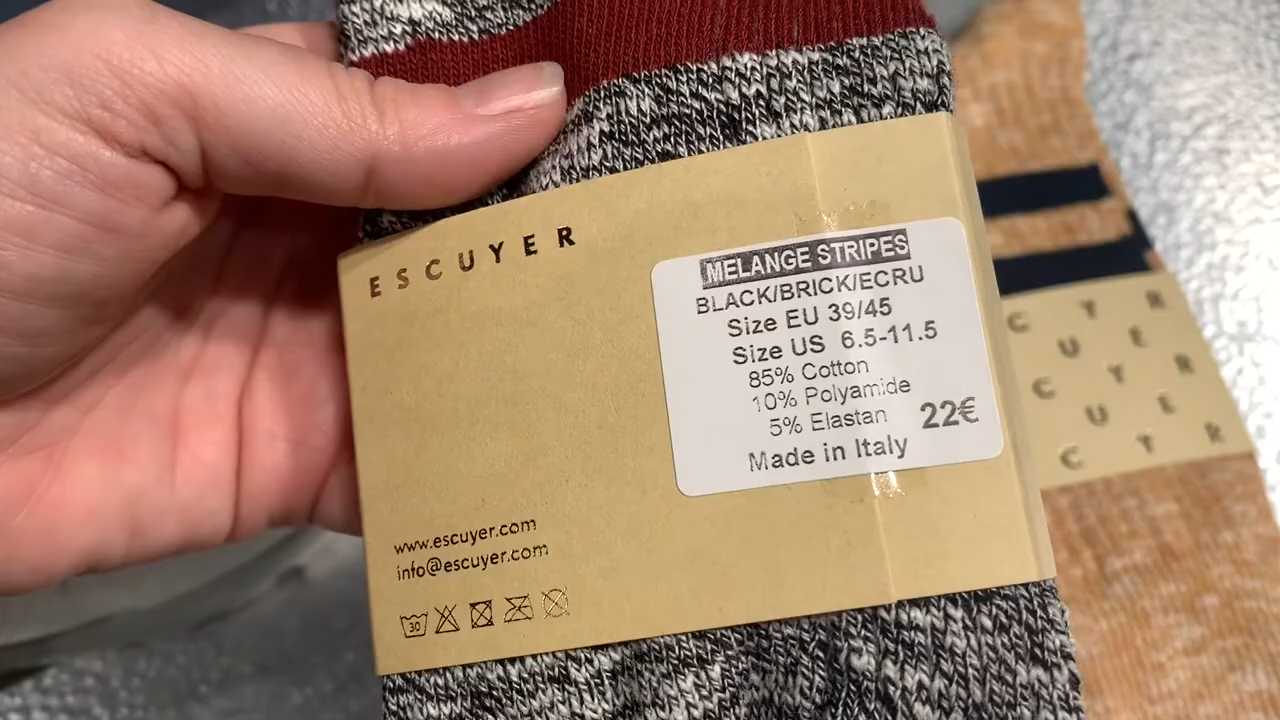 ESCUYER
MELANGE STRIPES
BLACK/BRICK/ECRU
Size EU 39/45
Size US 6.5-11.5
85% Cotton
10% Polyamide
5% Elastan
22€
Made in Italy
www.escuyer.com
info@escuyer.com
30
C Y R
U E
C Y R
U E
C Y R